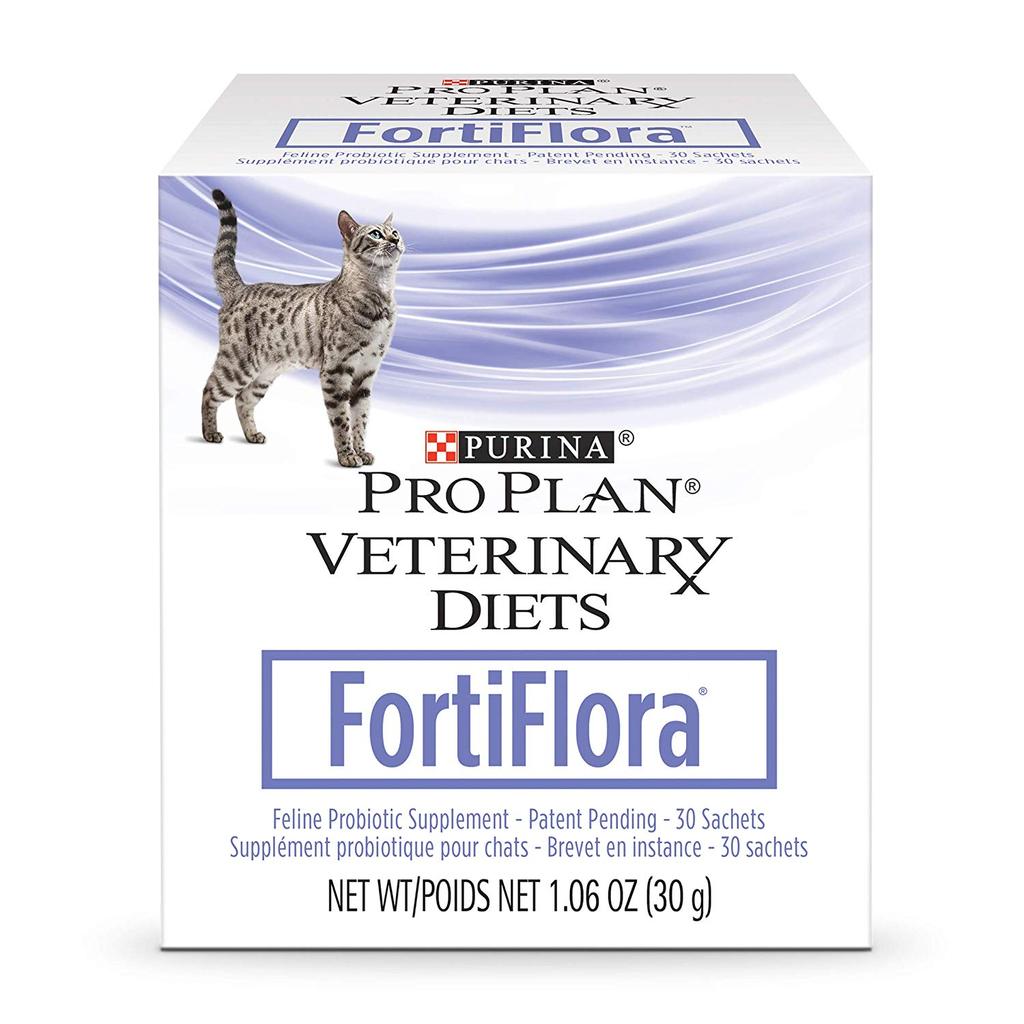 PURINA®
PRO PLAN®
VETERINARY
DIETS
FortiFlora™
Feline Probiotic Supplement - Patent Pending - 30 Sachets
Supplément probiotique pour chats - Brevet en instance - 30 sachets
PURINA®
PRO PLAN®
VETERINARY
DIETS
FortiFlora®
Feline Probiotic Supplement - Patent Pending - 30 Sachets
Supplément probiotique pour chats - Brevet en instance - 30 sachets
NET WT/POIDS NET 1.06 OZ (30 g)